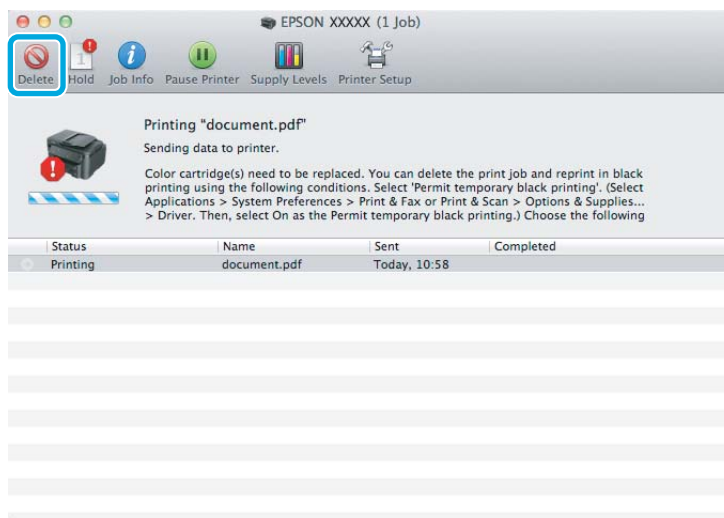 EPSON XXXXX (1 Job)
Delete Hold Job Info Pause Printer Supply Levels Printer Setup
Printing "document.pdf"
Sending data to printer.
Color cartridge(s) need to be replaced. You can delete the print job and reprint in black
printing using the following conditions. Select 'Permit temporary black printing'. (Select
Applications > System Preferences > Print & Fax or Print & Scan > Options & Supplies...
> Driver. Then, select On as the Permit temporary black printing.) Choose the following
Status Name Sent Completed
Printing document.pdf Today, 10:58